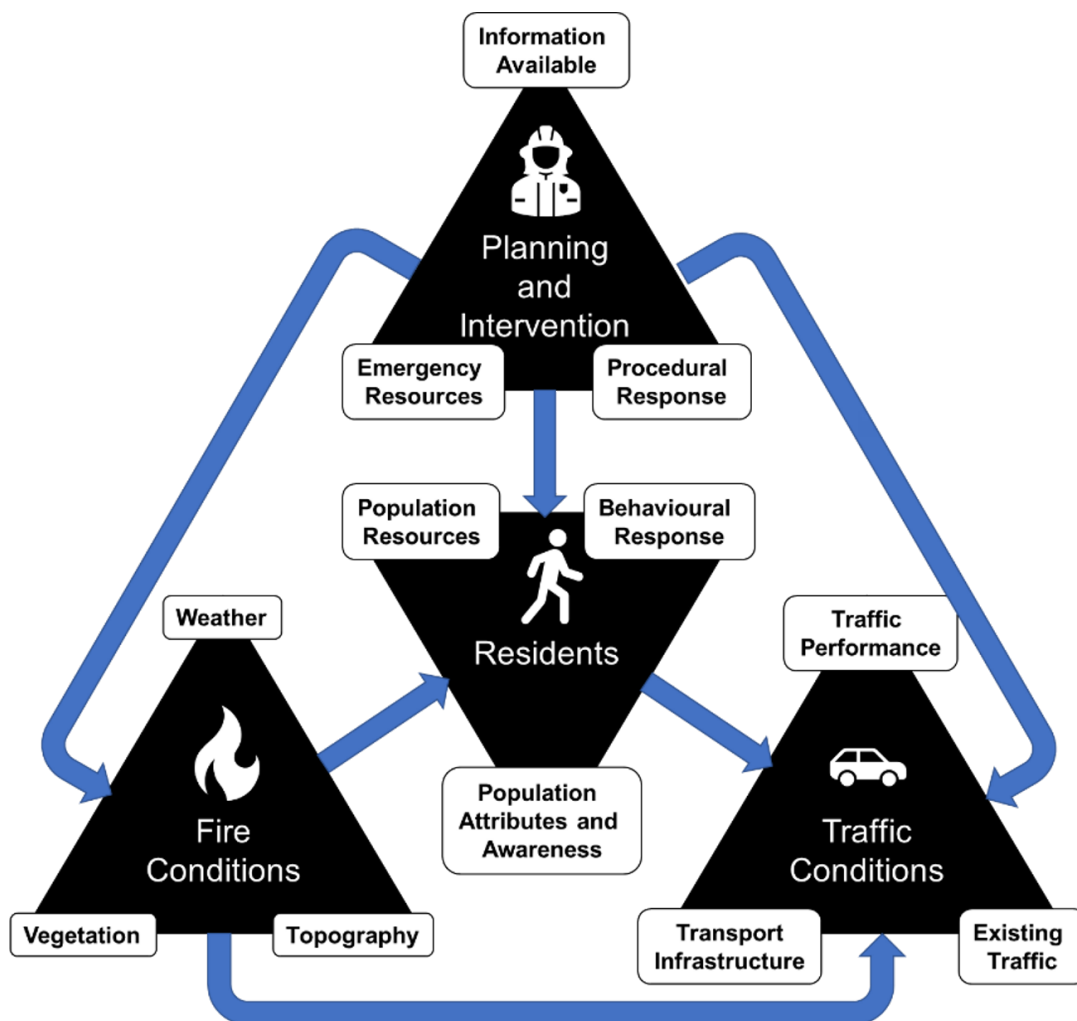 Information
Available
Planning
and
Intervention
Emergency
Resources
Procedural
Response
Population
Resources
Behavioural
Response
Residents
Population
Attributes and
Awareness
Weather
Fire
Conditions
Vegetation
Topography
Traffic
Performance
Traffic
Conditions
Transport
Infrastructure
Existing
Traffic